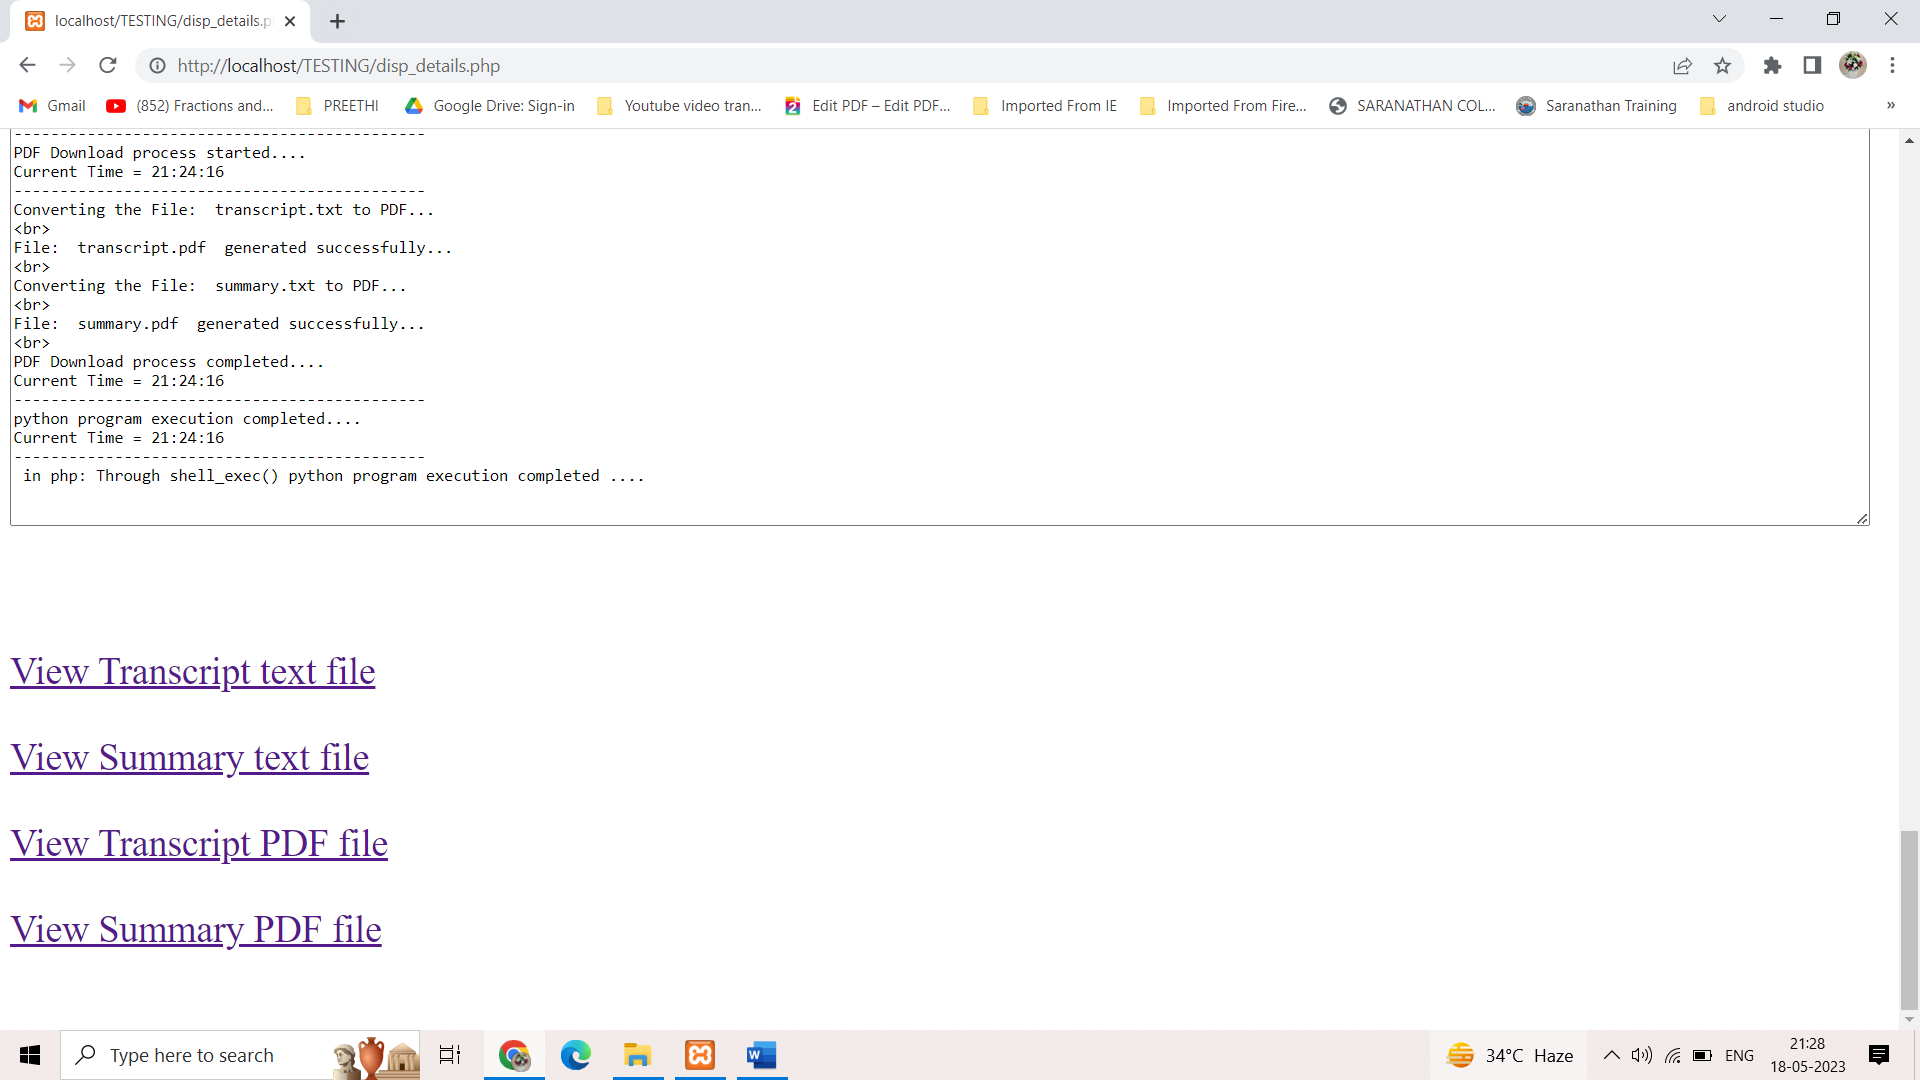 localhost/TESTING/disp_details.p
http://localhost/TESTING/disp_details.php
Gmail
(852) Fractions and...
PREETHI
Google Drive: Sign-in
Youtube video tran...
Edit PDF – Edit PDF...
Imported From IE
Imported From Fire...
SARANATHAN COL...
Saranathan Training
android studio
»
---------------------------------------------
PDF Download process started....
Current Time = 21:24:16
---------------------------------------------
Converting the File:  transcript.txt to PDF...
<br>
File:  transcript.pdf  generated successfully...
<br>
Converting the File:  summary.txt to PDF...
<br>
File:  summary.pdf  generated successfully...
<br>
PDF Download process completed....
Current Time = 21:24:16
---------------------------------------------
python program execution completed....
Current Time = 21:24:16
---------------------------------------------
in php: Through shell_exec() python program execution completed ....
View Transcript text file
View Summary text file
View Transcript PDF file
View Summary PDF file
Type here to search
34°C Haze
ENG
21:28
18-05-2023